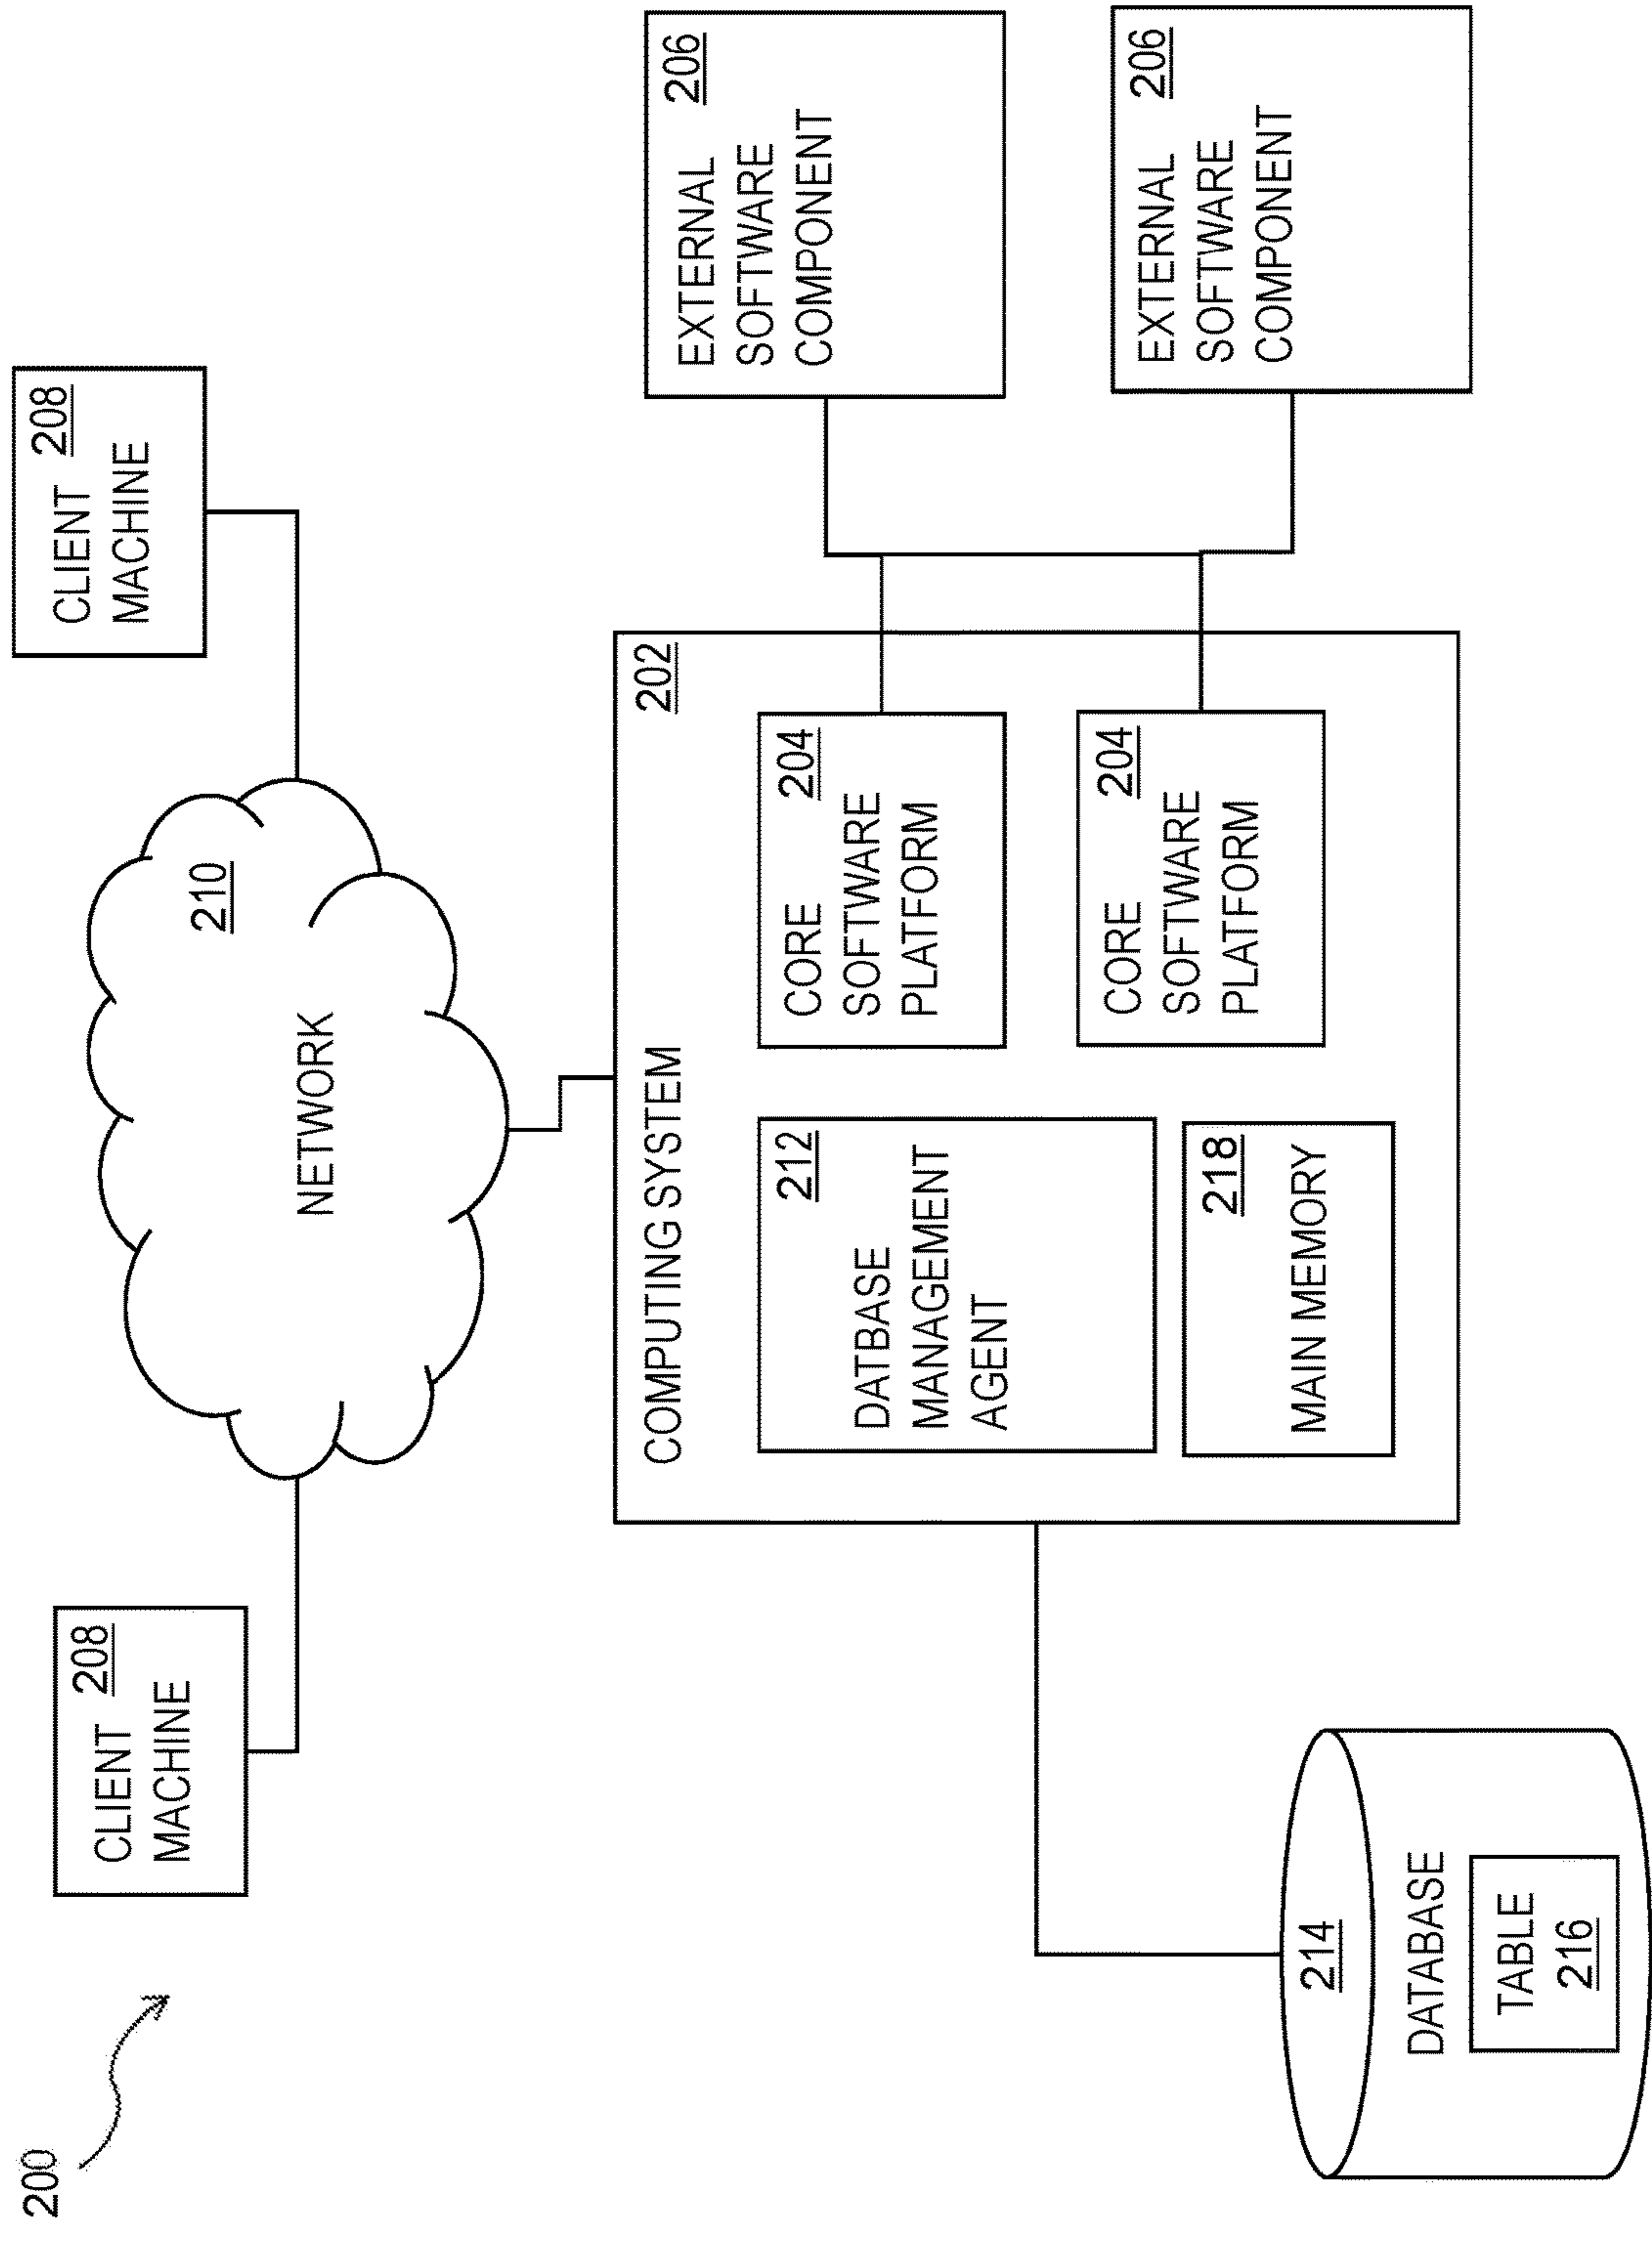 200
CLIENT 208
MACHINE
210
NETWORK
CLIENT 208
MACHINE
COMPUTING SYSTEM 202
212
DATBASE
MANAGEMENT
AGENT
218
MAIN MEMORY
CORE 204
SOFTWARE
PLATFORM
CORE 204
SOFTWARE
PLATFORM
EXTERNAL 206
SOFTWARE
COMPONENT
EXTERNAL 206
SOFTWARE
COMPONENT
214
DATABASE
TABLE
216